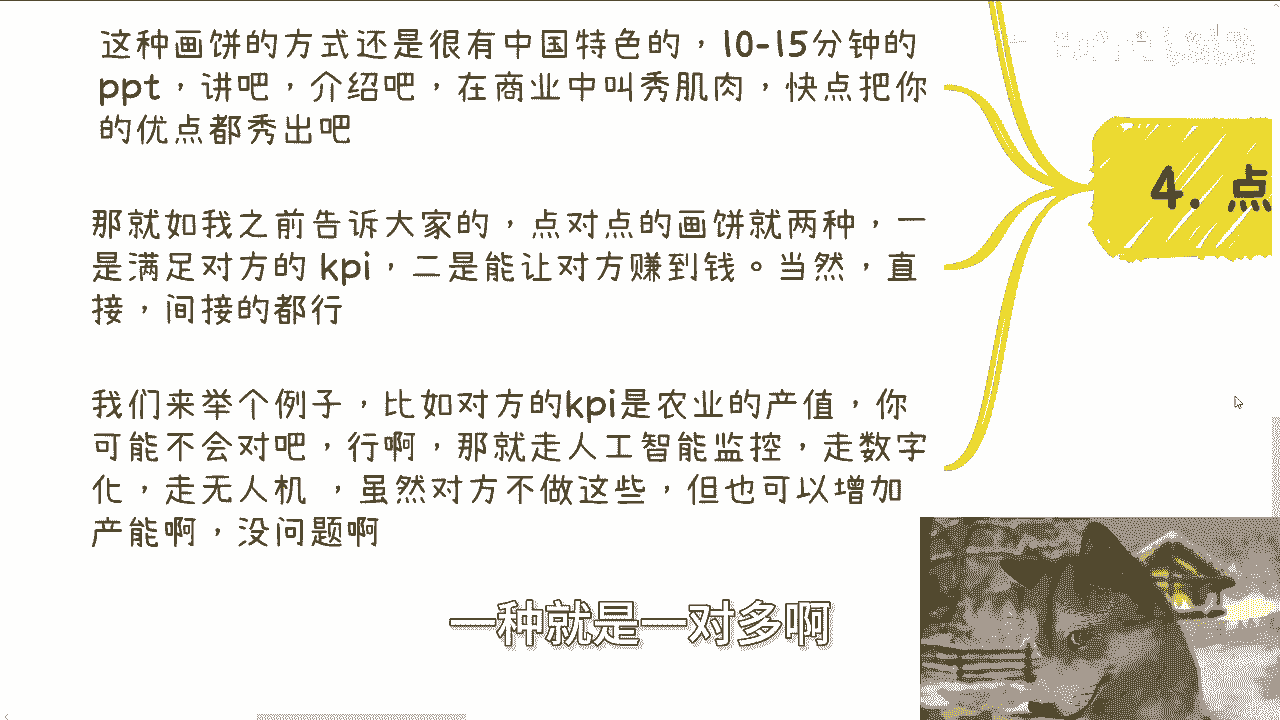 这种画饼的方式还是很有中国特色的，10-15分钟的
ppt，讲吧，介绍吧，在商业中叫秀肌肉，快点把你
的优点都秀出吧
4. 点
那就如我之前告诉大家的，点对点的画饼就两种，一
是满足对方的 kpi，二是能让对方赚到钱。当然，直
接，间接的都行
我们来举个例子，比如对方的kpi是农业的产值，你
可能不会对吧，行啊，那就走人工智能监控，走数字
化，走无人机 ，虽然对方不做这些，但也可以增加
产能啊，没问题啊
一种就是一对多啊